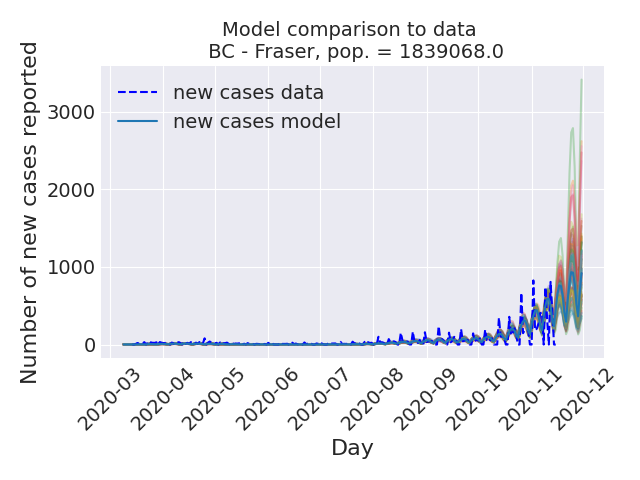 Model comparison to data
BC - Fraser, pop. = 1839068.0
Number of new cases reported
new cases data
new cases model
3000
2000
1000
0
2020-03
2020-04
2020-05
2020-06
2020-07
2020-08
2020-09
2020-10
2020-11
2020-12
Day